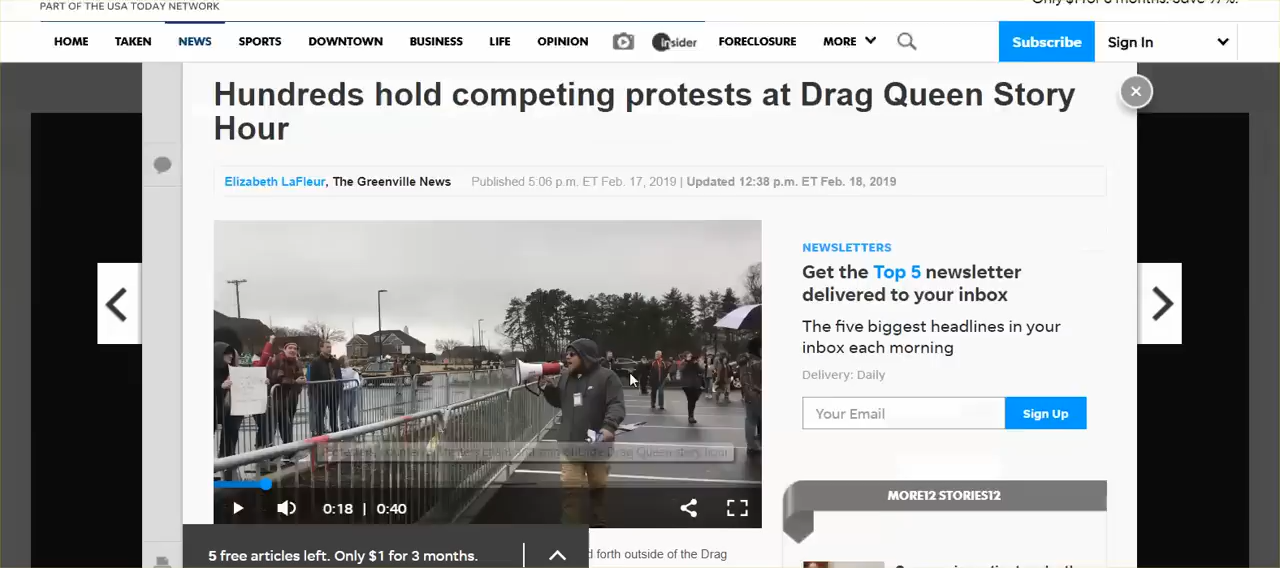 PART OF THE USA TODAY NETWORK
HOME TAKEN NEWS SPORTS DOWNTOWN BUSINESS LIFE OPINION insider FORECLOSURE MORE Subscribe Sign In
Hundreds hold competing protests at Drag Queen Story
Hour
Elizabeth LaFleur, The Greenville News Published 5:06 p.m. ET Feb. 17, 2019 | Updated 12:38 p.m. ET Feb. 18, 2019
NEWSLETTERS
Get the Top 5 newsletter
delivered to your inbox
The five biggest headlines in your
inbox each morning
Delivery: Daily
Your Email Sign Up
Drag Queen story hour
0:18 | 0:40
MORE12 STORIES12
5 free articles left. Only $1 for 3 months.
forth outside of the Drag